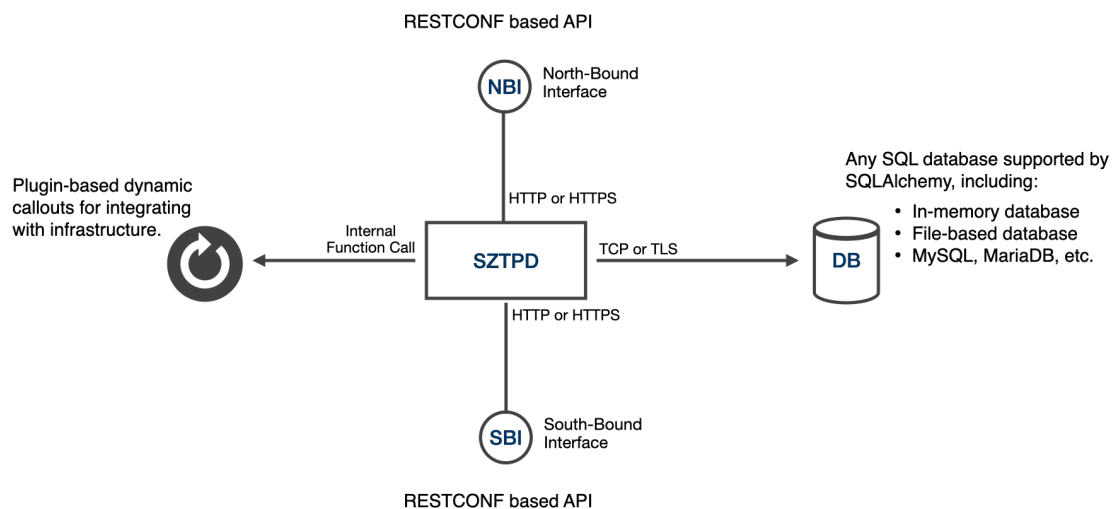 RESTCONF based API
NBI
North-Bound
Interface
HTTP or HTTPS
Plugin-based dynamic
callouts for integrating
with infrastructure.
Internal
Function Call
SZTPD
TCP or TLS
DB
Any SQL database supported by
SQLAlchemy, including:
• In-memory database
• File-based database
• MySQL, MariaDB, etc.
HTTP or HTTPS
SBI
South-Bound
Interface
RESTCONF based API